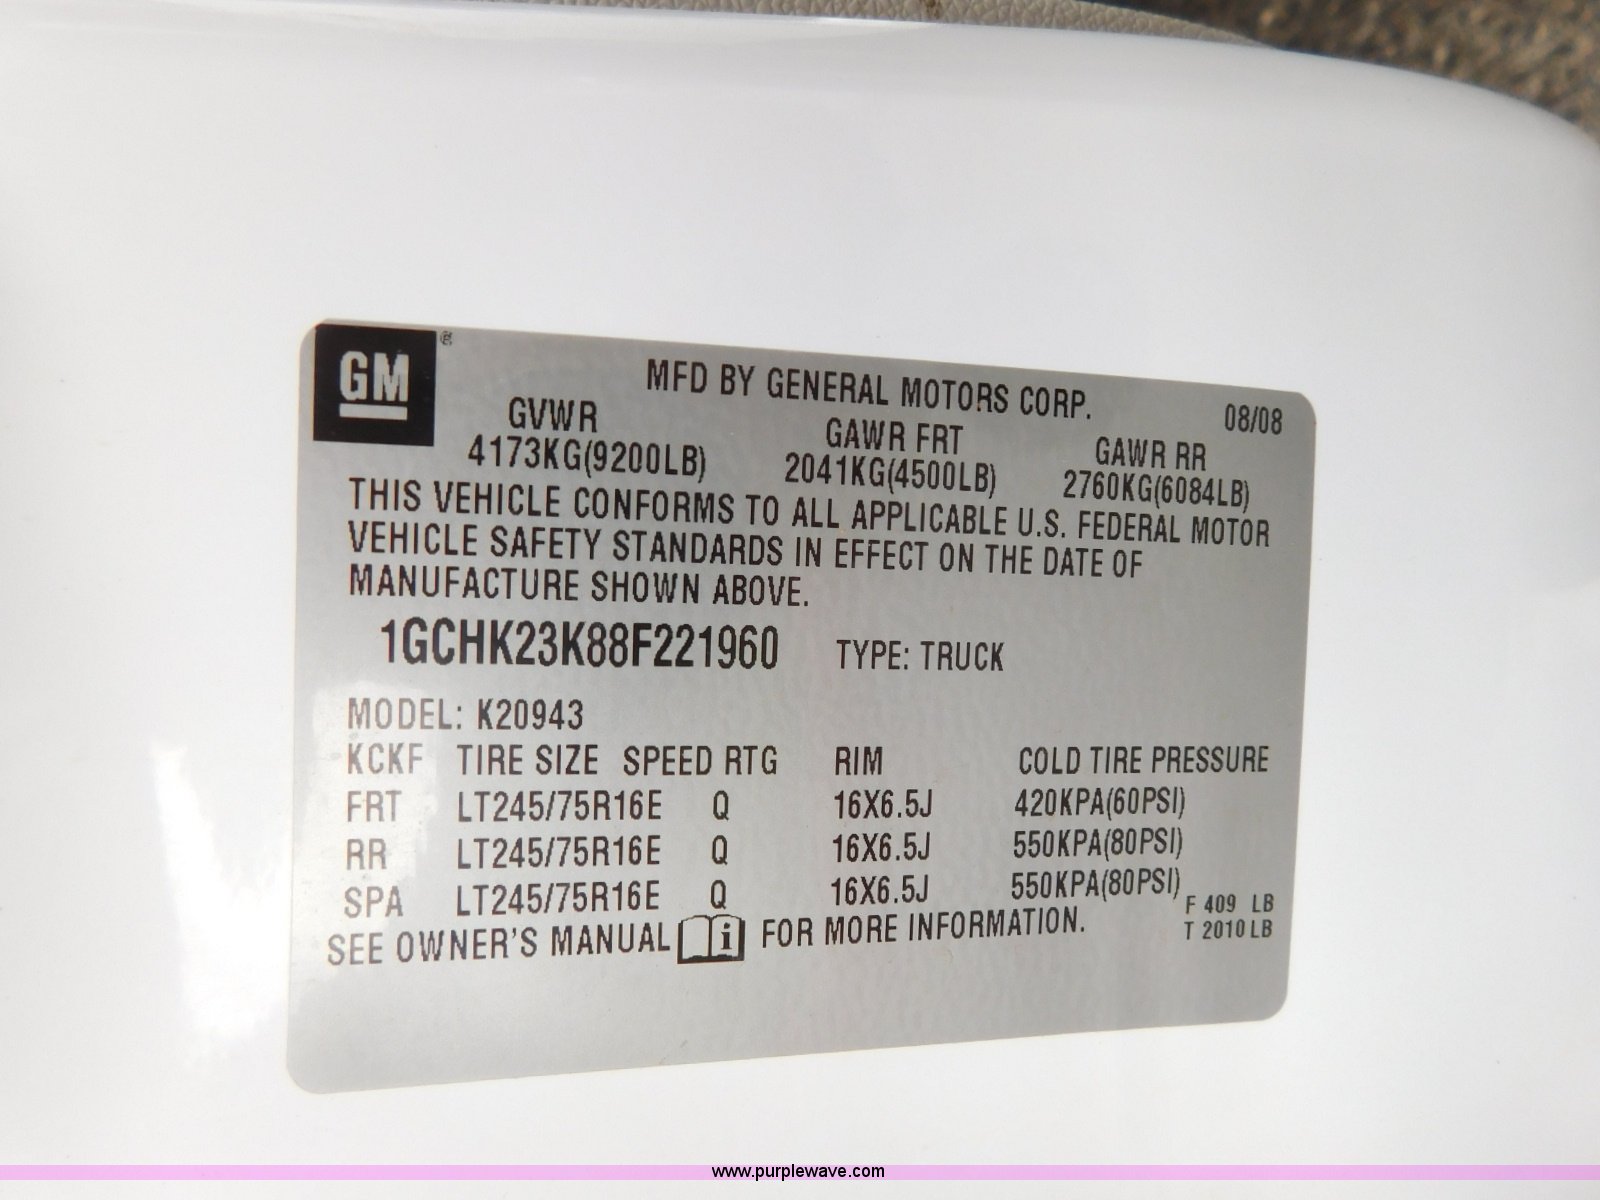 GM®
MFD BY GENERAL MOTORS CORP.
08/08
GVWR GAWR FRT GAWR RR
4173KG(9200LB) 2041KG(4500LB) 2760KG(6084LB)
THIS VEHICLE CONFORMS TO ALL APPLICABLE U.S. FEDERAL MOTOR
VEHICLE SAFETY STANDARDS IN EFFECT ON THE DATE OF
MANUFACTURE SHOWN ABOVE.
1GCHK23K88F221960 TYPE: TRUCK
MODEL: K20943
KCKF TIRE SIZE SPEED RTG RIM COLD TIRE PRESSURE
FRT LT245/75R16E Q 16X6.5J 420KPA(60PSI)
RR LT245/75R16E Q 16X6.5J 550KPA(80PSI)
SPA LT245/75R16E Q 16X6.5J 550KPA(80PSI)
F 409 LB
T 2010LB
SEE OWNER'S MANUAL i FOR MORE INFORMATION.
www.purplewave.com